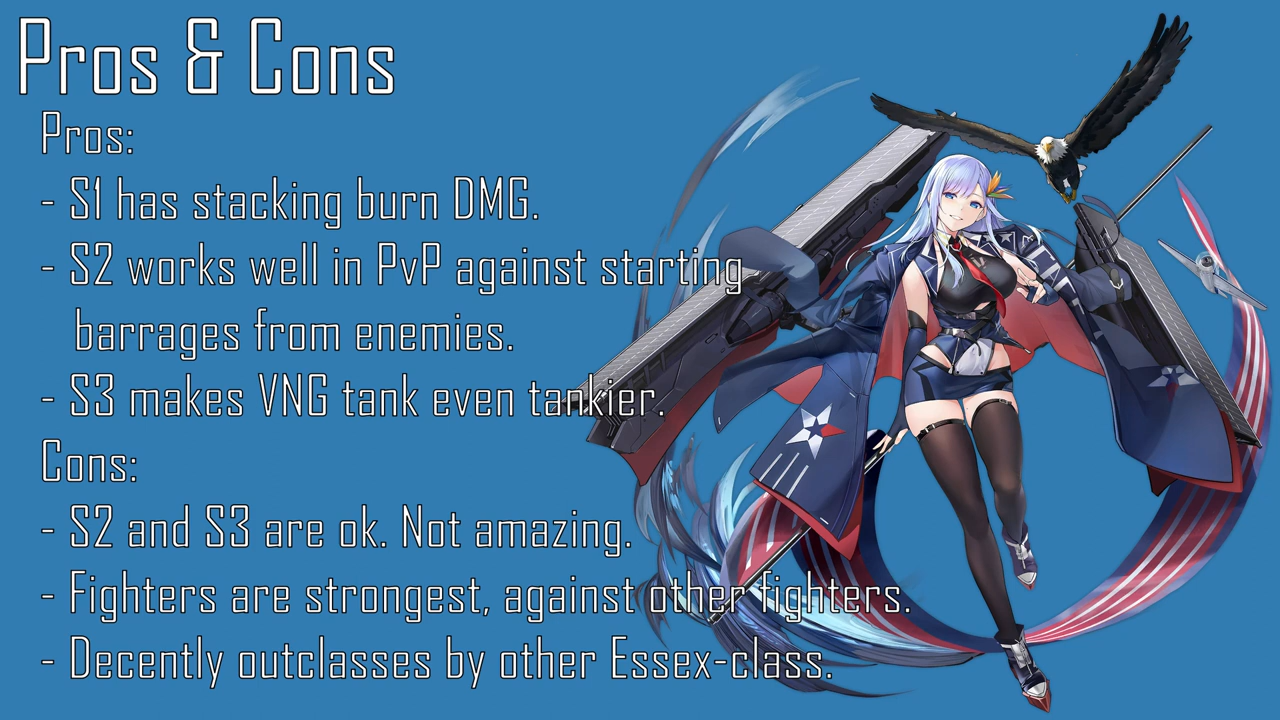 Pros & Cons
Pros:
- S1 has stacking burn DMG.
- S2 works well in PvP against starting
barrages from enemies.
- S3 makes VNG tank even tankier.
Cons:
- S2 and S3 are ok. Not amazing.
- Fighters are strongest, against other fighters.
- Decently outclasses by other Essex-class.